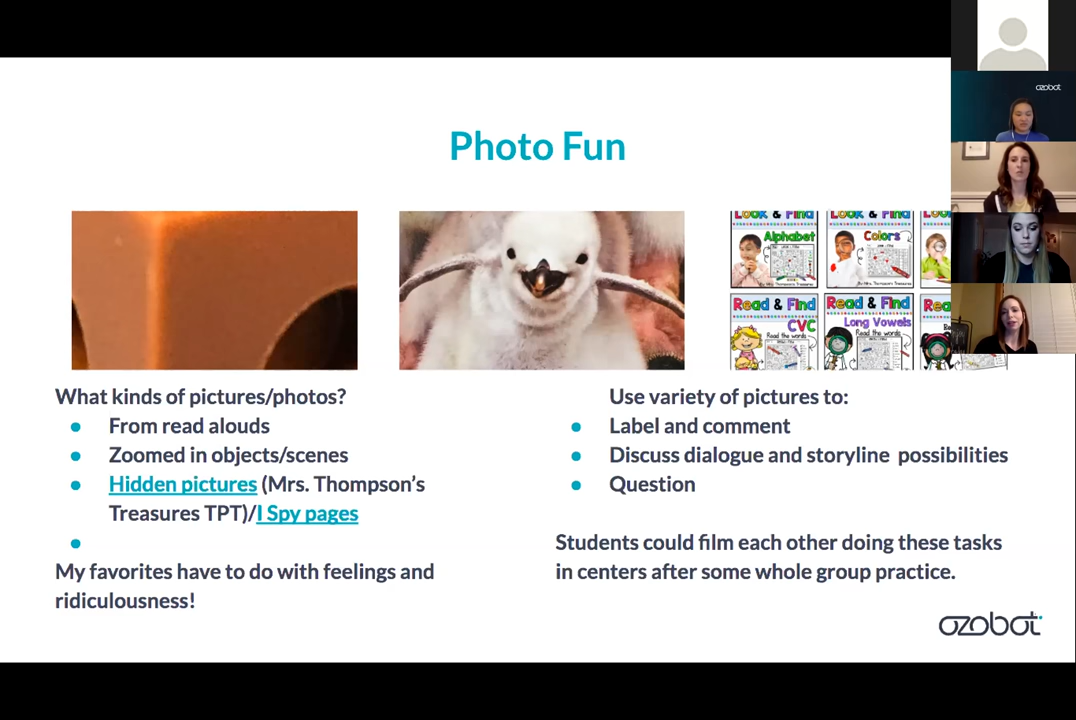 ozobot
Photo Fun
Look & Find
Alphabet
Look & Find
Colors
Read & Find
CVC
Read the words
Read & Find
Long Vowels
Read the words
What kinds of pictures/photos?
From read alouds
Zoomed in objects/scenes
Hidden pictures (Mrs. Thompson's
Treasures TPT)/I Spy pages
My favorites have to do with feelings and
ridiculousness!
Use variety of pictures to:
Label and comment
Discuss dialogue and storyline possibilities
Question
Students could film each other doing these tasks
in centers after some whole group practice.
ozobot